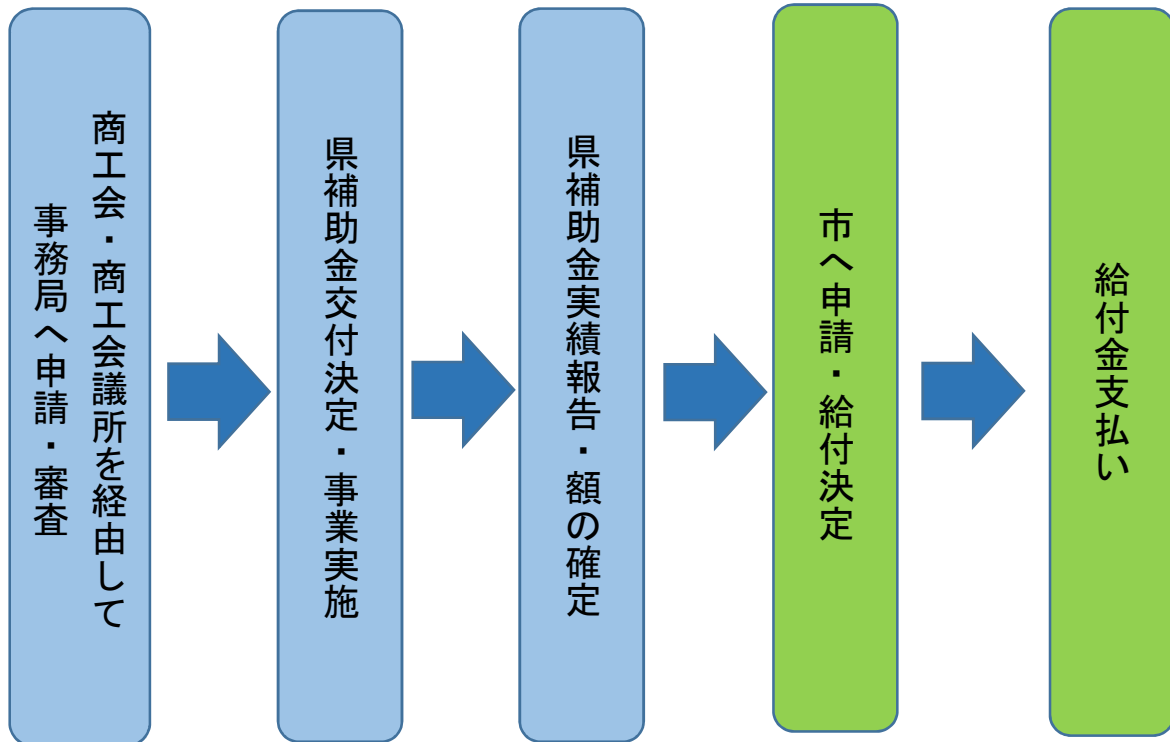 商工会・商工会議所を経由して
事務局へ申請・審査
県補助金交付決定・事業実施
県補助金実績報告・額の確定
市へ申請・給付決定
給付金支払い